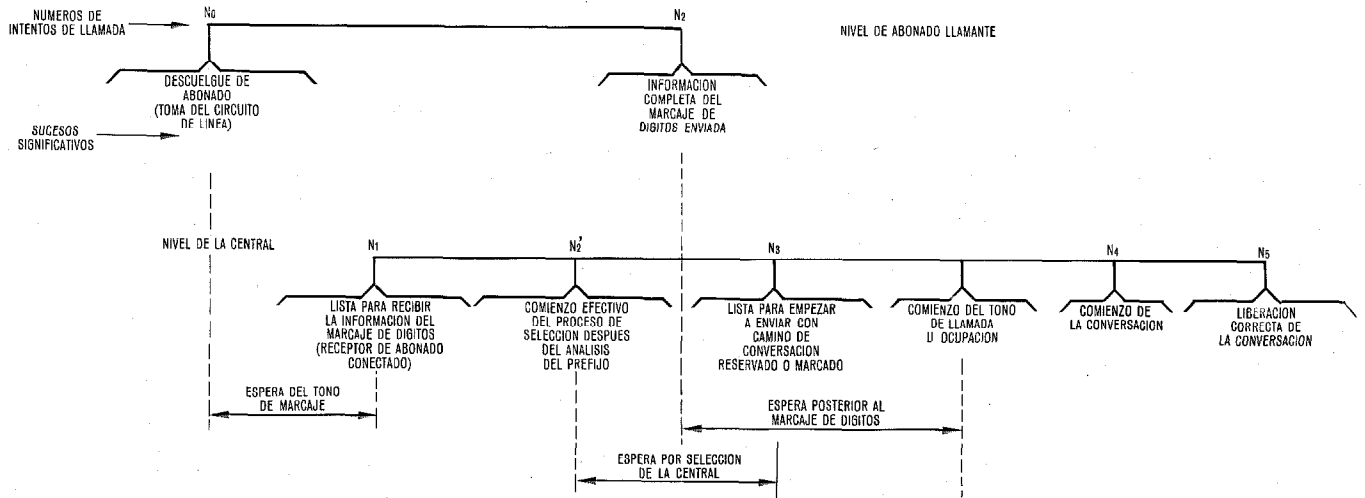 NUMEROS DE
INTENTOS DE LLAMADA
N0
N2
NIVEL DE ABONADO LLAMANTE
DESCUELGUE DE
ABONADO
(TOMA DEL CIRCUITO
DE LINEA)
INFORMACION
COMPLETA DEL
MARCAJE DE
DIGITOS ENVIADA
SUCESOS
SIGNIFICATIVOS
NIVEL DE LA CENTRAL
N1
N2'
N3
N4
N5
LISTA PARA RECIBIR
LA INFORMACION DEL
MARCAJE DE DIGITOS
(RECEPTOR DE ABONADO
CONECTADO)
COMIENZO EFECTIVO
DEL PROCESO DE
SELECCION DESPUES
DEL ANALISIS
DEL PREFIJO
LISTA PARA EMPEZAR
A ENVIAR CON
CAMINO DE
CONVERSACION
RESERVADO O MARCADO
COMIENZO DEL TONO
DE LLAMADA
U OCUPACION
COMIENZO DE
LA CONVERSACION
LIBERACION
CORRECTA DE
LA CONVERSACION
ESPERA DEL TONO
DE MARCAJE
ESPERA POSTERIOR AL
MARCAJE DE DIGITOS
ESPERA POR SELECCION
DE LA CENTRAL